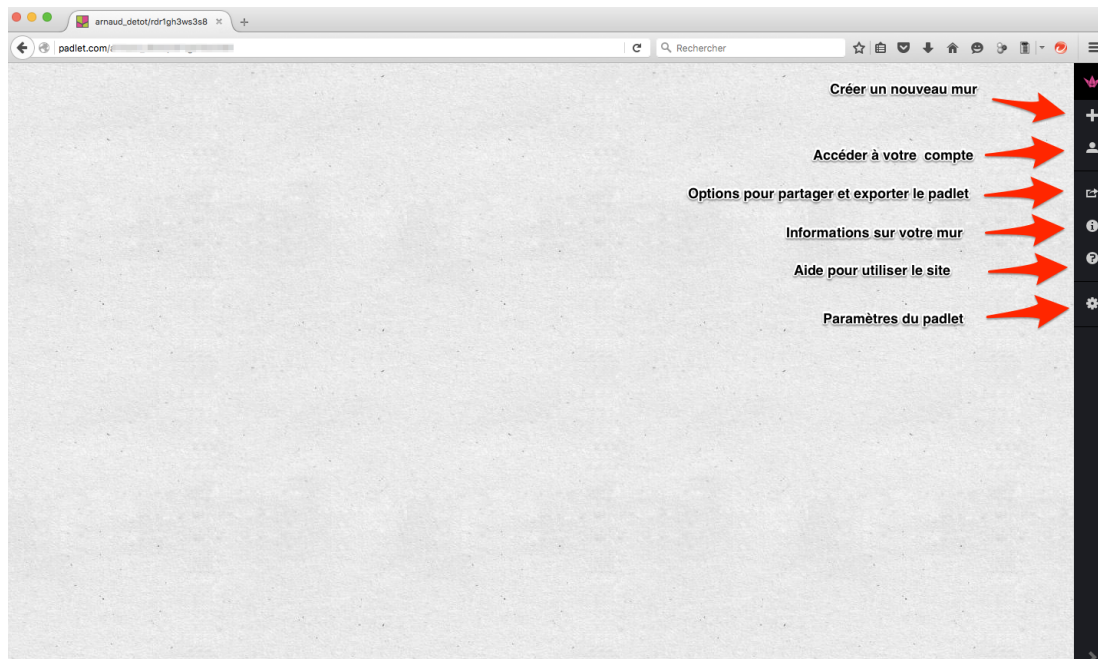 arnaud_detot/rdr1gh3ws3s8
padlet.com/
Rechercher
Créer un nouveau mur
Accéder à votre compte
Options pour partager et exporter le padlet
Informations sur votre mur
Aide pour utiliser le site
Paramètres du padlet